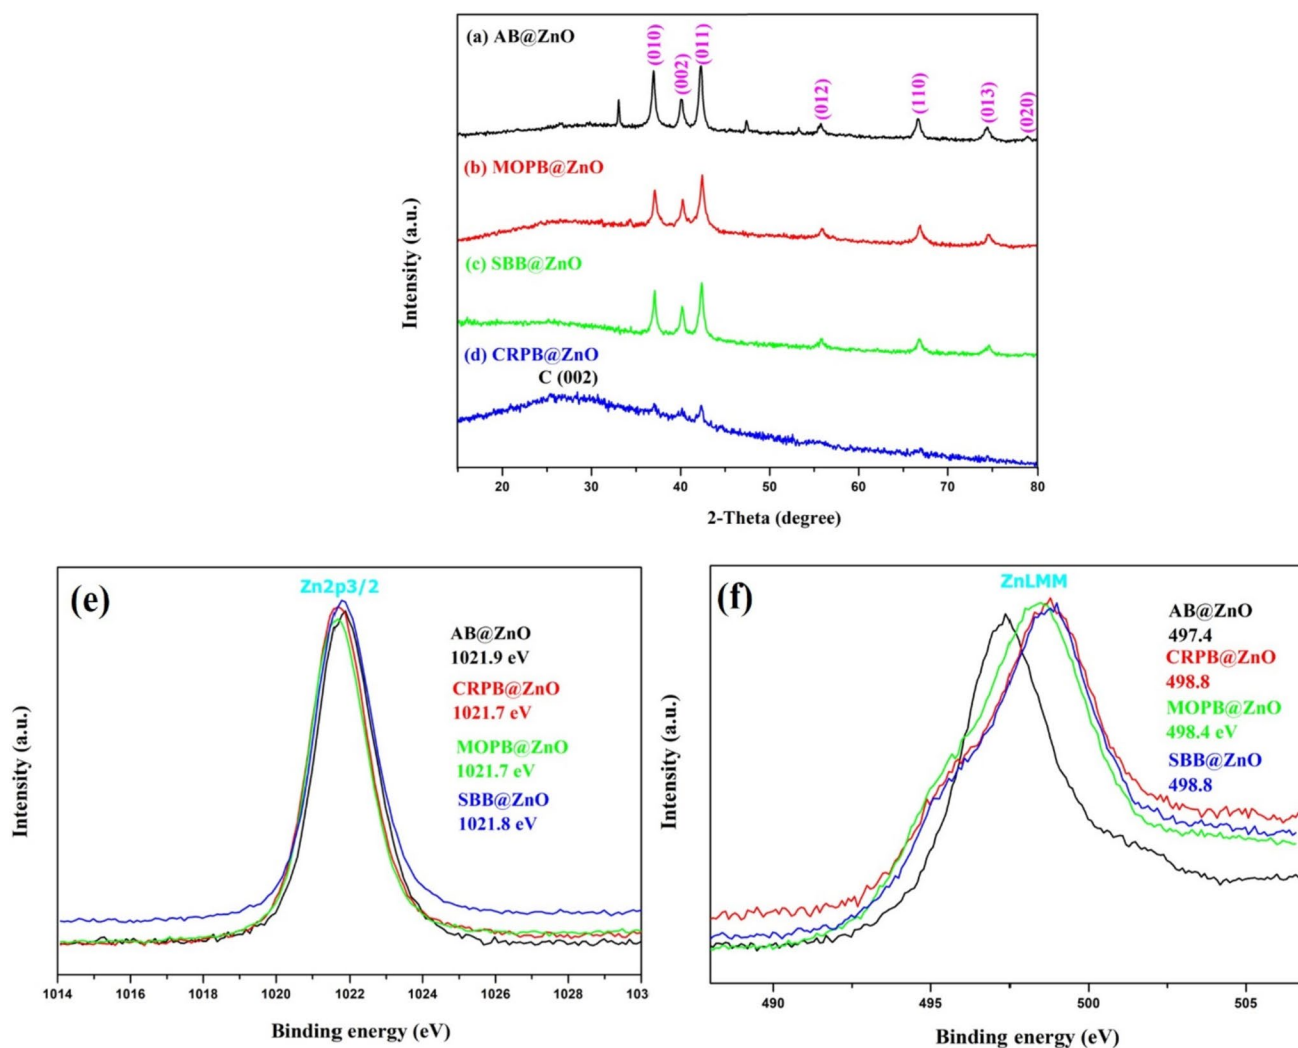 (a) AB@ZnO
(010)
(002)
(011)
(012)
(110)
(013)
(020)
(b) MOPB@ZnO
(c) SBB@ZnO
(d) CRPB@ZnO
C (002)
Intensity (a.u.)
20 30 40 50 60 70 80
2-Theta (degree)
(e)
Zn2p3/2
AB@ZnO
1021.9 eV
CRPB@ZnO
1021.7 eV
MOPB@ZnO
1021.7 eV
SBB@ZnO
1021.8 eV
Intensity (a.u.)
1014 1016 1018 1020 1022 1024 1026 1028 103
Binding energy (eV)
(f)
ZnLMM
AB@ZnO
497.4
CRPB@ZnO
498.8
MOPB@ZnO
498.4 eV
SBB@ZnO
498.8
Intensity (a.u.)
490 495 500 505
Binding energy (eV)